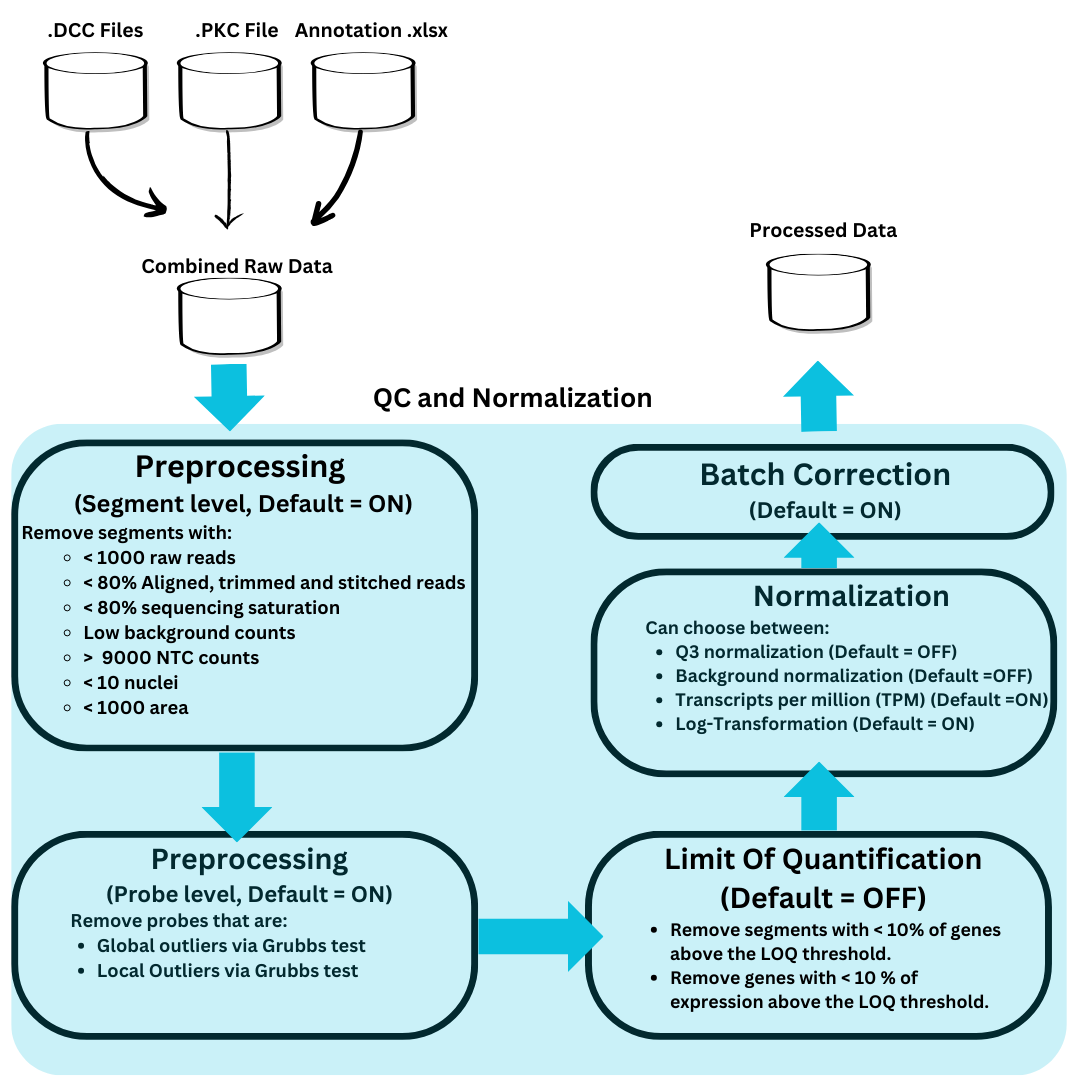 .DCC Files
.PKC File
Annotation .xlsx
Combined Raw Data
Processed Data
QC and Normalization
Preprocessing
(Segment level, Default = ON)
Remove segments with:
< 1000 raw reads
< 80% Aligned, trimmed and stitched reads
< 80% sequencing saturation
Low background counts
>  9000 NTC counts
< 10 nuclei
< 1000 area
Preprocessing
(Probe level, Default = ON)
Remove probes that are:
Global outliers via Grubbs test
Local Outliers via Grubbs test
Limit Of Quantification
(Default = OFF)
Remove segments with < 10% of genes
above the LOQ threshold.
Remove genes with < 10 % of
expression above the LOQ threshold.
Normalization
Can choose between:
Q3 normalization (Default = OFF)
Background normalization (Default =OFF)
Transcripts per million (TPM) (Default =ON)
Log-Transformation (Default = ON)
Batch Correction
(Default = ON)